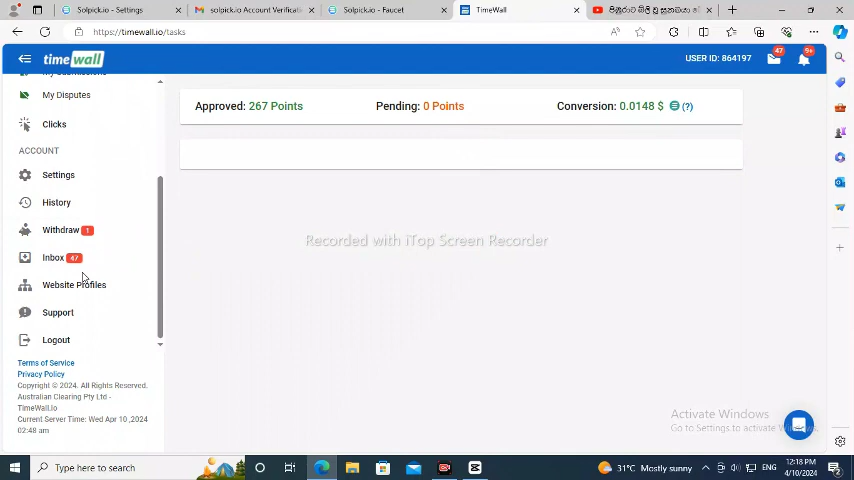 Solpick.io - Settings
solpick.io Account Verificati
Solpick.io - Faucet
TimeWall
https://timewall.io/tasks
timewall
USER ID: 864197
47
9+
My Submissions
My Disputes
Approved: 267 Points
Pending: 0 Points
Conversion: 0.0148 $ (?)
Clicks
ACCOUNT
Settings
History
Withdraw 1
Inbox 47
Website Profiles
Support
Logout
Recorded with iTop Screen Recorder
Terms of Service
Privacy Policy
Copyright © 2024. All Rights Reserved.
Australian Clearing Pty Ltd -
TimeWall.io
Current Server Time: Wed Apr 10 ,2024
02:48 am
Activate Windows
Go to Settings to activate Windows.
Type here to search
31°C Mostly sunny
ENG
12:18 PM
4/10/2024
2